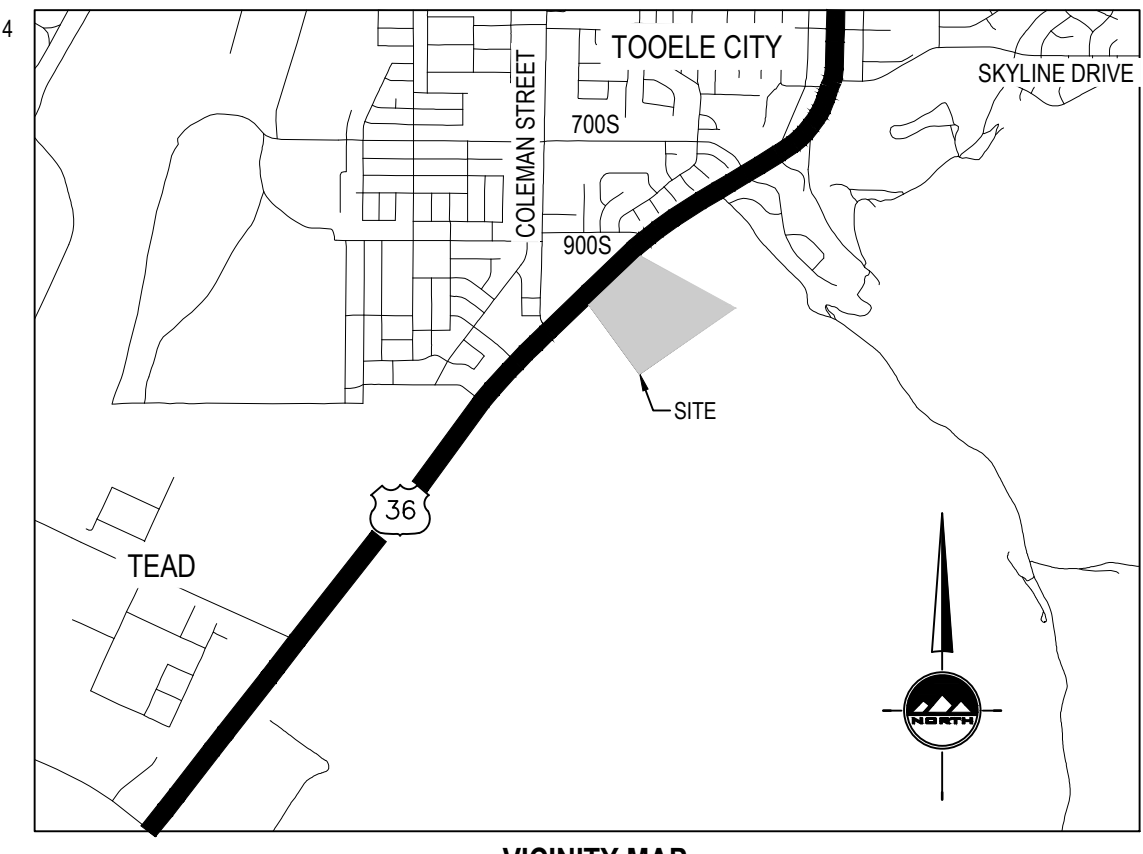 4
TOOELE CITY
SKYLINE DRIVE
COLEMAN STREET
700S
900S
SITE
36
TEAD
NORTH
VICINITY MAP